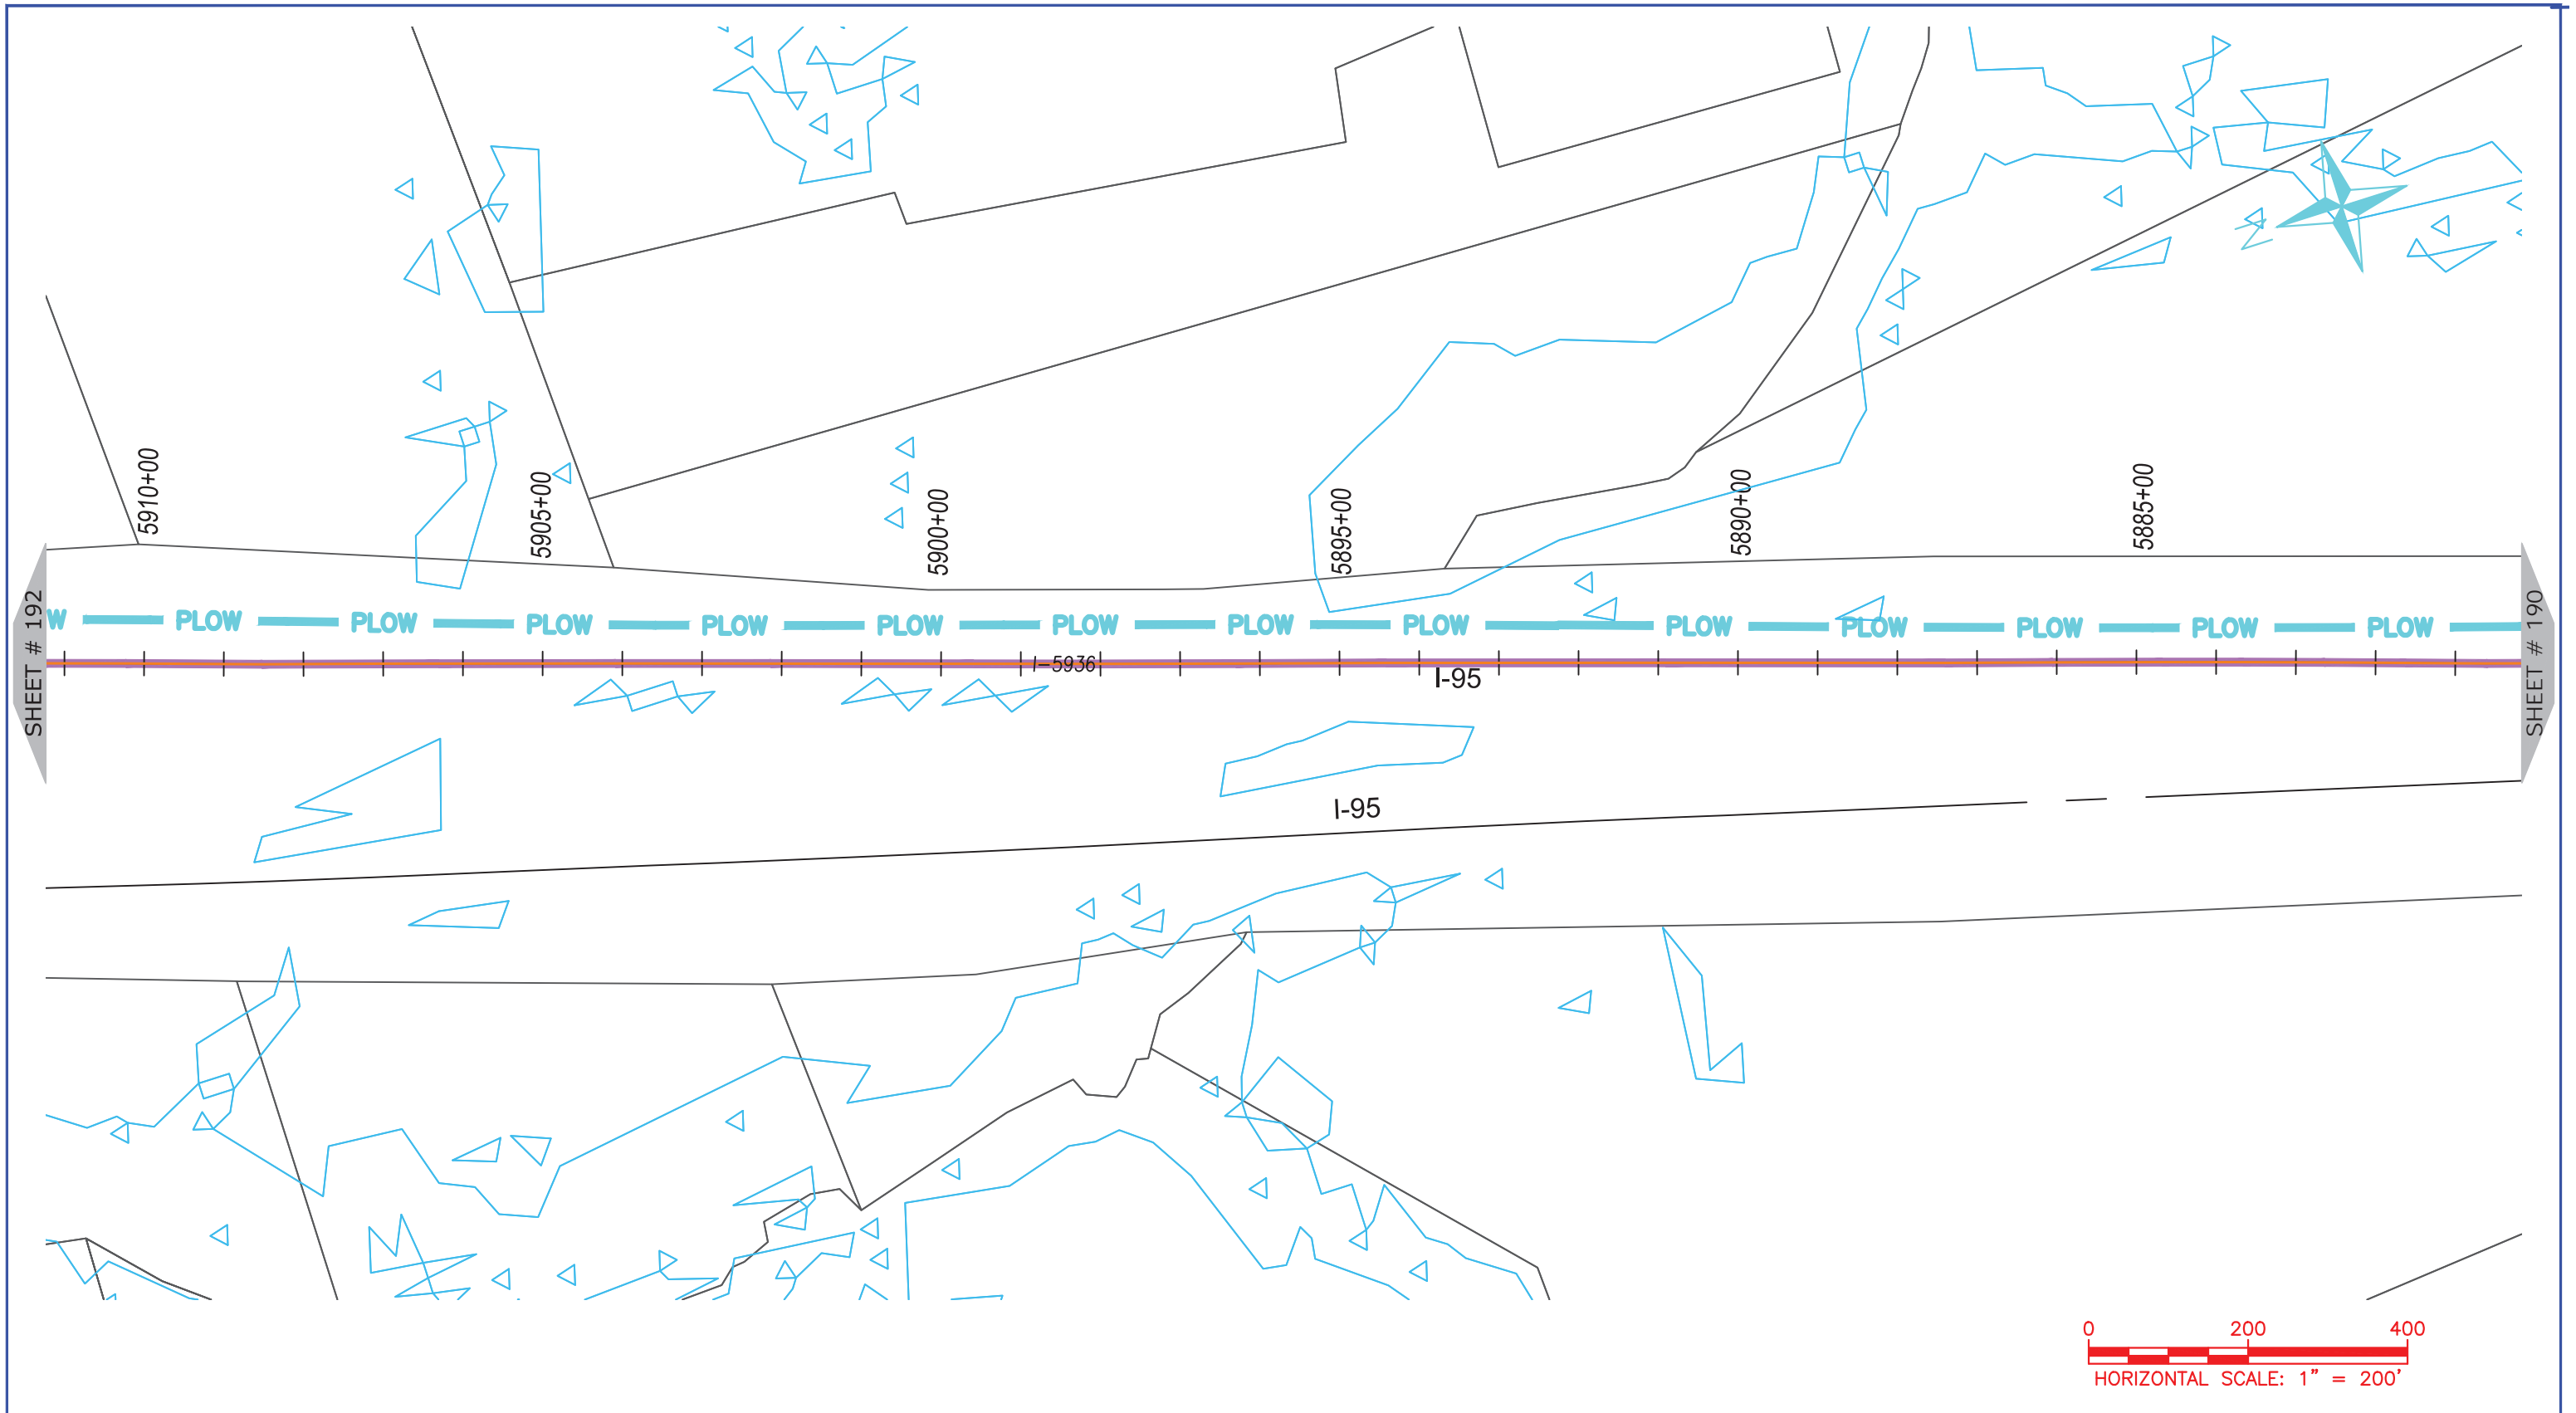 N
5910+00
5905+00
5900+00
5895+00
5890+00
5885+00
SHEET # 192
W PLOW PLOW PLOW PLOW PLOW PLOW PLOW PLOW PLOW PLOW PLOW PLOW PLOW
SHEET # 190
I-5936
I-95
I-95
0 200 400
HORIZONTAL SCALE: 1" = 200'